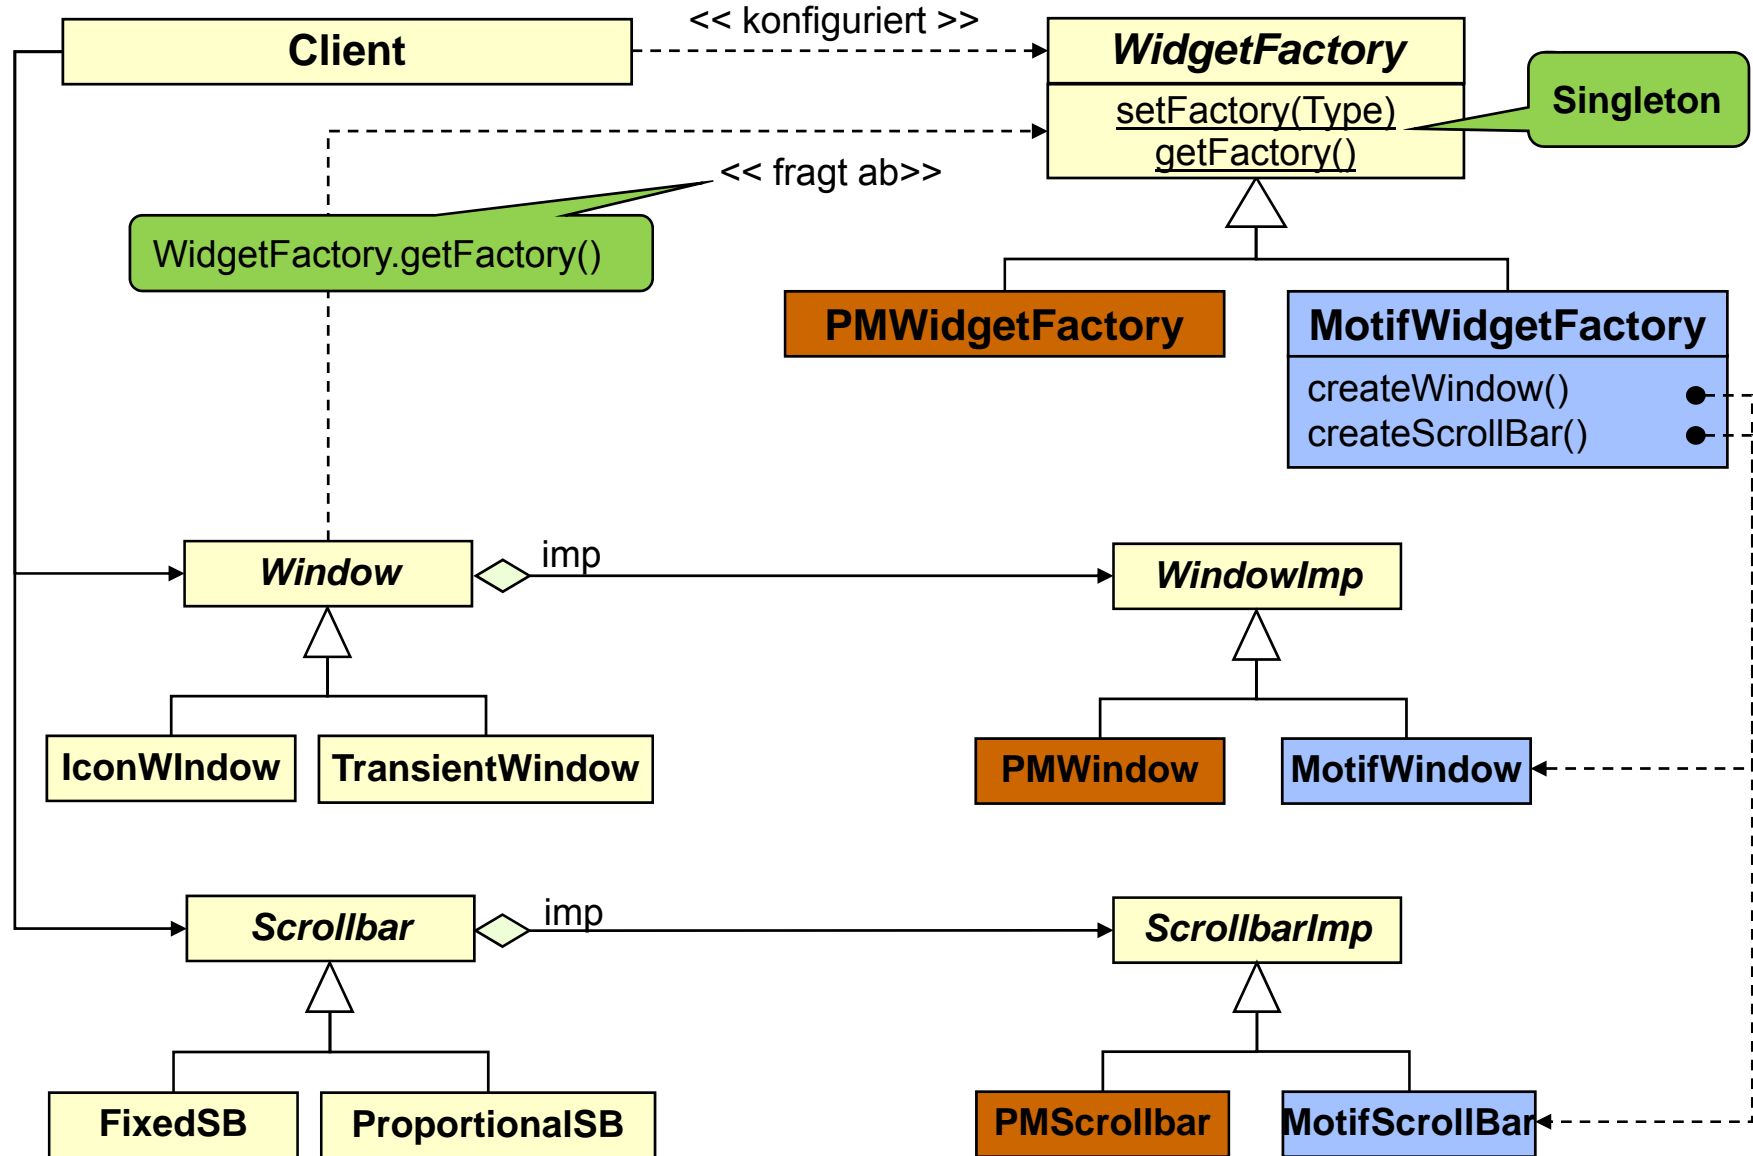 << konfiguriert >>
Client
WidgetFactory
setFactory(Type)
getFactory()
Singleton
<< fragt ab>>
WidgetFactory.getFactory()
PMWidgetFactory
MotifWidgetFactory
createWindow()
createScrollBar()
Window
imp
WindowImp
IconWIndow
TransientWindow
PMWindow
MotifWindow
Scrollbar
imp
ScrollbarImp
FixedSB
ProportionalSB
PMScrollbar
MotifScrollBar